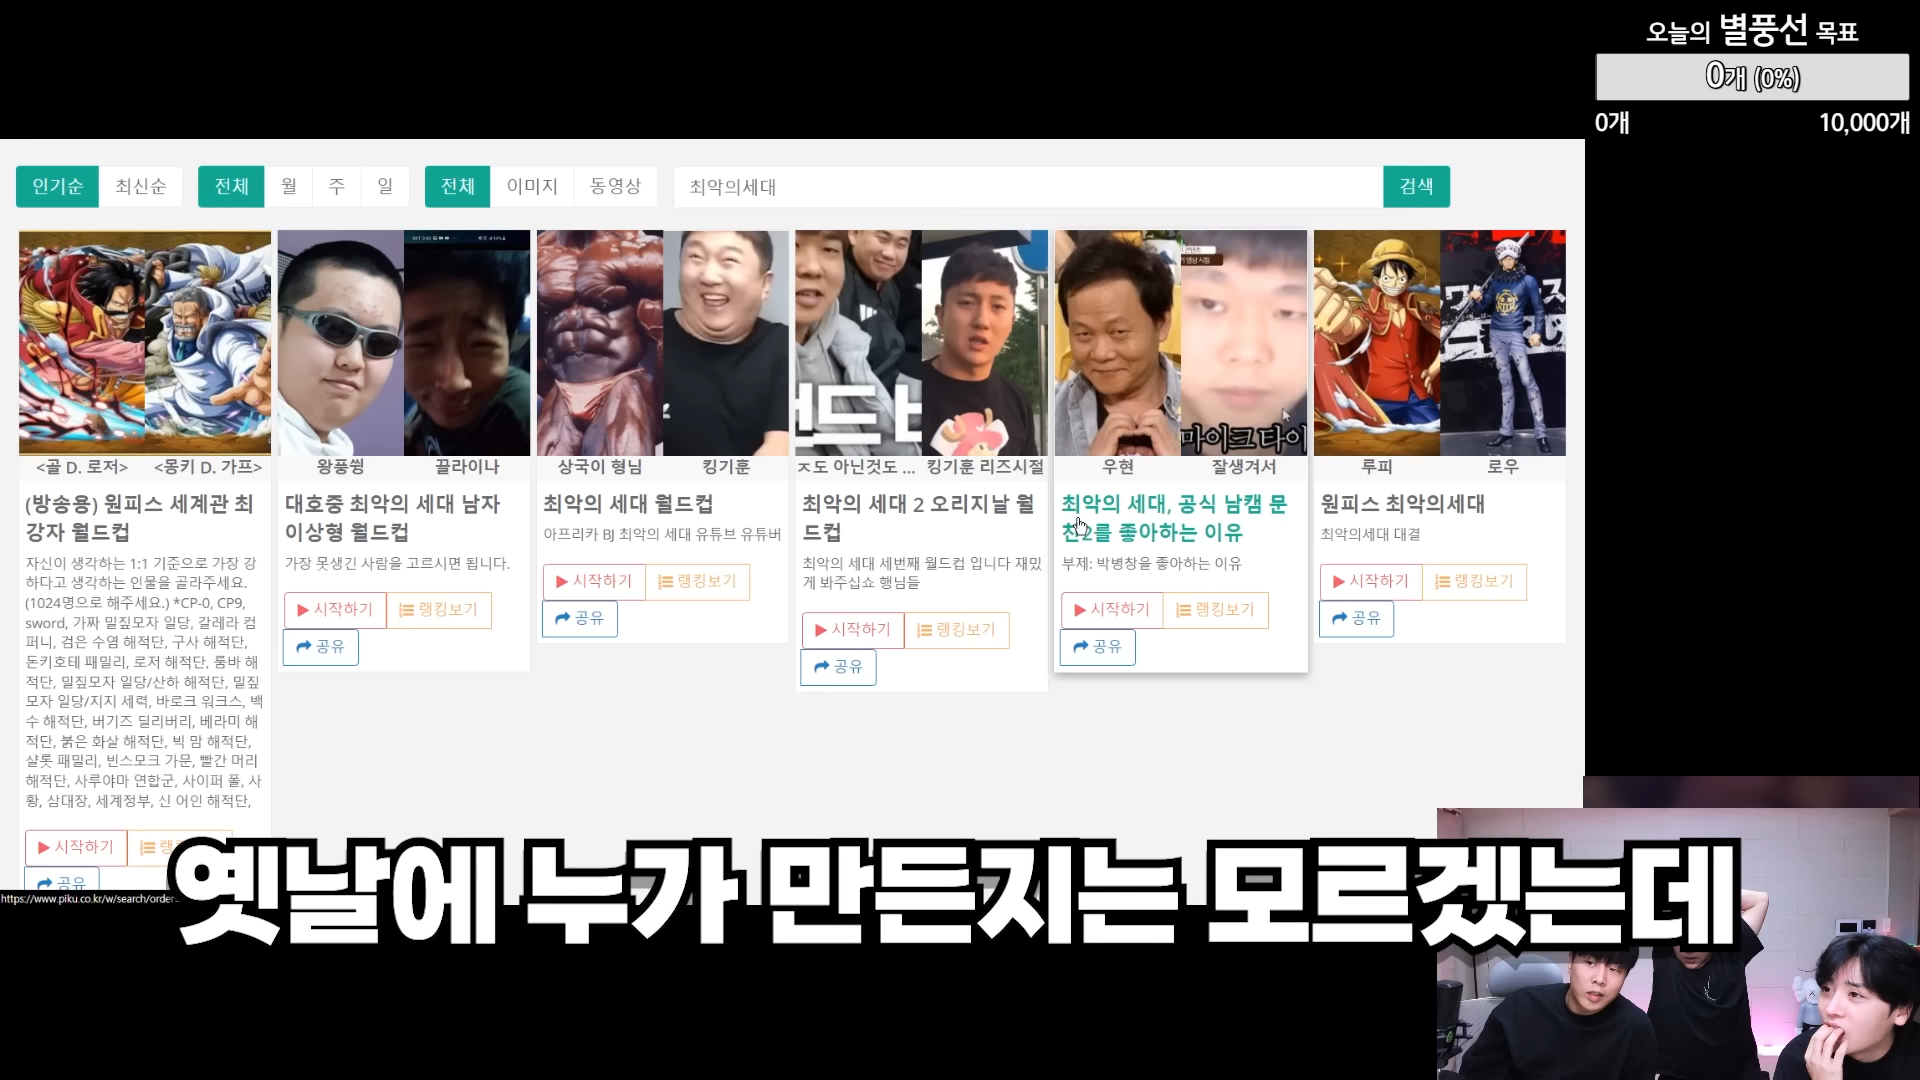 오늘의 별풍선 목표
0개 (0%)
0개 10,000개
인기순 최신순 전체 월 주 일 전체 이미지 동영상 최악의세대 검색
<골 D. 로저> <몽키 D. 가프>
(방송용) 원피스 세계관 최
강자 월드컵
자신이 생각하는 1:1 기준으로 가장 강
하다고 생각하는 인물을 골라주세요.
(1024명으로 해주세요.) *CP-0, CP9,
sword, 가짜 밀짚모자 일당, 갈레라 컴
퍼니, 검은 수염 해적단, 구사 해적단,
돈키호테 패밀리, 로저 해적단, 룸바 해
적단, 밀짚모자 일당/산하 해적단, 밀짚
모자 일당/지지 세력, 바로크 워크스, 백
수 해적단, 버기즈 딜리버리, 베라미 해
적단, 붉은 화살 해적단, 빅 맘 해적단,
샬롯 패밀리, 빈스모크 가문, 빨간 머리
해적단, 사루야마 연합군, 사이퍼 폴, 사
황, 삼대장, 세계정부, 신 어인 해적단,
시작하기 랭
공유
왕풍쒕 끌라이나
대호중 최악의 세대 남자
이상형 월드컵
가장 못생긴 사람을 고르시면 됩니다.
시작하기 랭킹보기
공유
상국이 형님 킹기훈
최악의 세대 월드컵
아프리카 BJ 최악의 세대 유튜브 유튜버
시작하기 랭킹보기
공유
ㅈ도 아닌것도 ... 킹기훈 리즈시절
최악의 세대 2 오리지날 월
드컵
최악의 세대 세번째 월드컵 입니다 재밌
게 봐주십쇼 행님들
시작하기 랭킹보기
공유
마이크 타이
우현 잘생겨서
최악의 세대, 공식 남캠 문
찬2를 좋아하는 이유
부제: 박병창을 좋아하는 이유
시작하기 랭킹보기
공유
루피 로우
원피스 최악의세대
최악의세대 대결
시작하기 랭킹보기
공유
https://www.piku.co.kr/w/search/order
옛날에 누가 만든지는 모르겠는데